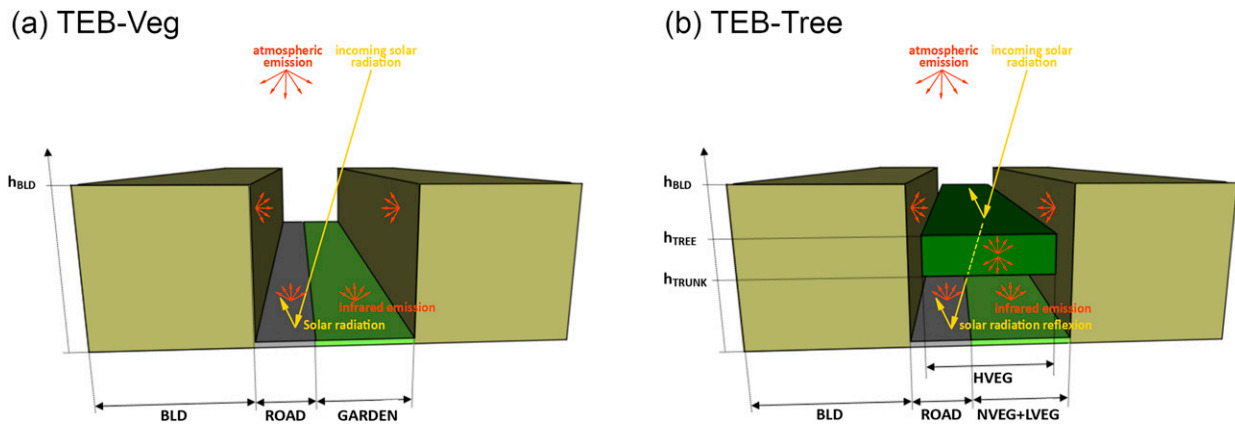 (a) TEB-Veg
atmospheric
emission
incoming solar
radiation
hBLD
Infrared emission
Solar radiation
BLD
ROAD
GARDEN
(b) TEB-Tree
atmospheric
emission
incoming solar
radiation
hBLD
hTREE
hTRUNK
infrared emission
solar radiation reflexion
HVEG
BLD
ROAD
NVEG+LVEG